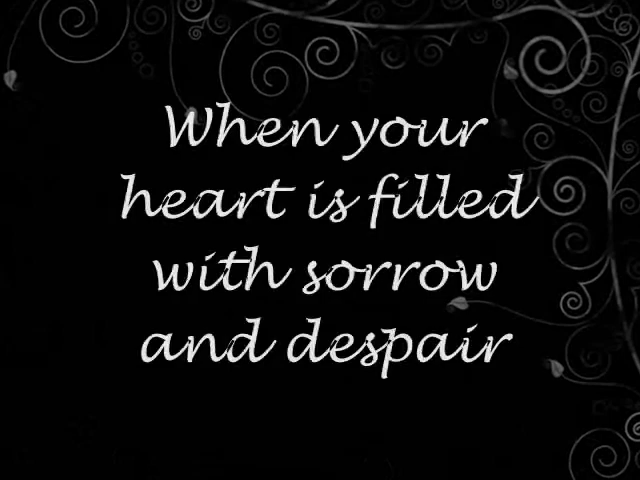 When your
heart is filled
with sorrow
and despair